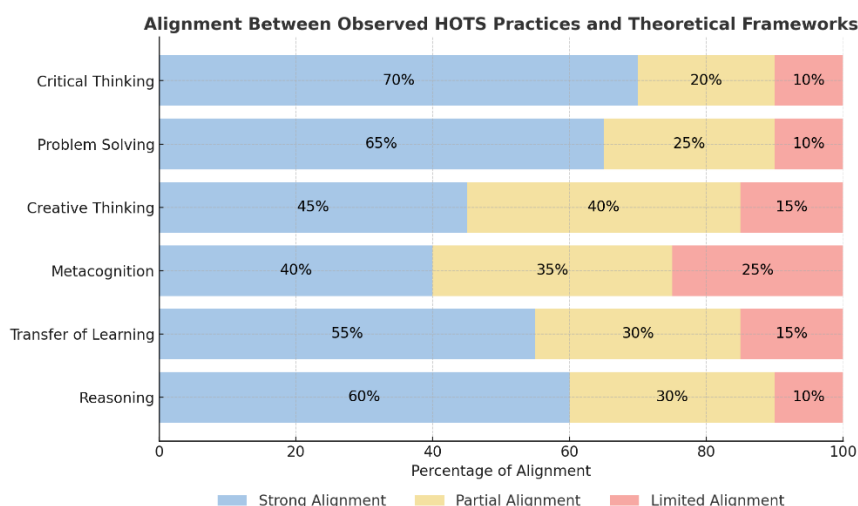 Alignment Between Observed HOTS Practices and Theoretical Frameworks
Critical Thinking 70% 20% 10%
Problem Solving 65% 25% 10%
Creative Thinking 45% 40% 15%
Metacognition 40% 35% 25%
Transfer of Learning 55% 30% 15%
Reasoning 60% 30% 10%
0 20 40 60 80 100
Percentage of Alignment
Strong Alignment Partial Alignment Limited Alignment